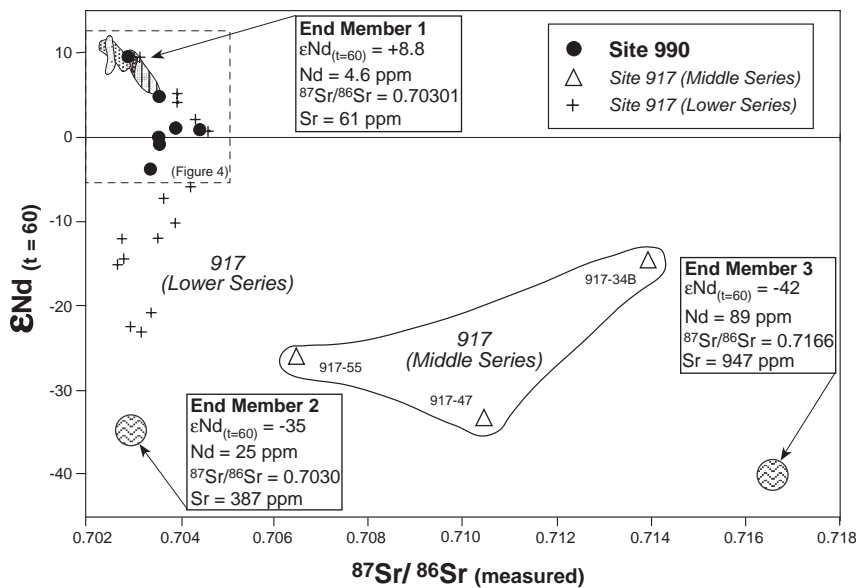 End Member 1
εNd(t=60) = +8.8
Nd = 4.6 ppm
87Sr/86Sr = 0.70301
Sr = 61 ppm
Site 990
Site 917 (Middle Series)
Site 917 (Lower Series)
(Figure 4)
917
(Lower Series)
917
(Middle Series)
917-34B
917-55
917-47
End Member 3
εNd(t=60) = -42
Nd = 89 ppm
87Sr/86Sr = 0.7166
Sr = 947 ppm
End Member 2
εNd(t=60) = -35
Nd = 25 ppm
87Sr/86Sr = 0.7030
Sr = 387 ppm
10
0
-10
-20
-30
-40
εNd (t = 60)
0.702 0.704 0.706 0.708 0.710 0.712 0.714 0.716 0.718
87Sr/ 86Sr (measured)